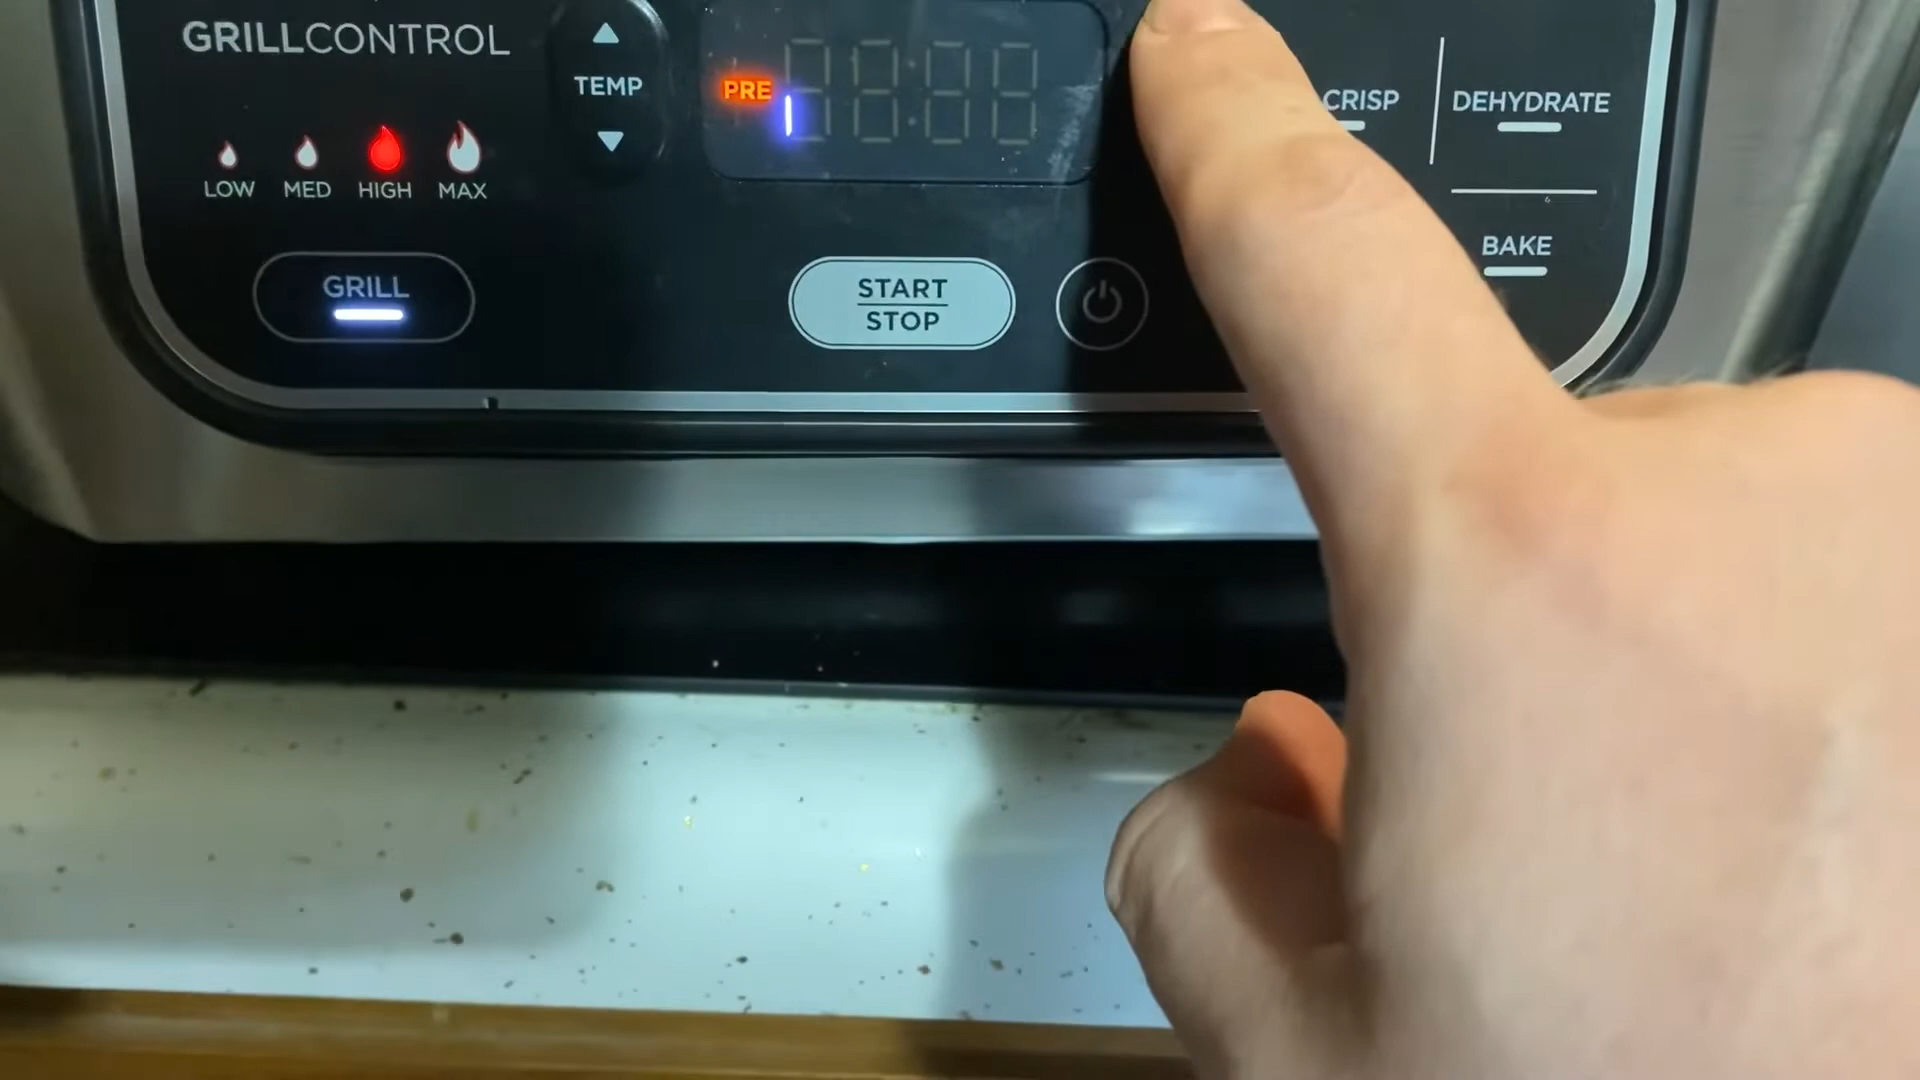 GRILLCONTROL
TEMP
PRE
CRISP
DEHYDRATE
LOW MED HIGH MAX
BAKE
GRILL
START
STOP